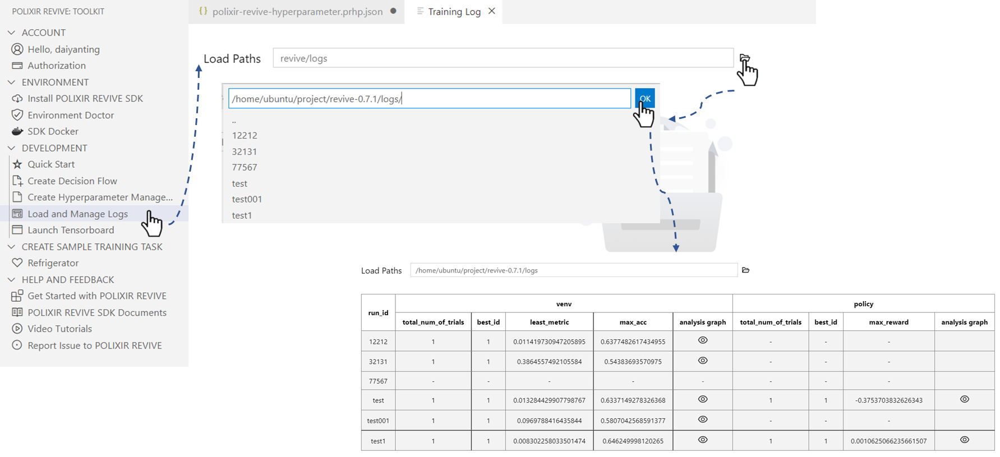 POLIXIR REVIVE: TOOLKIT
ACCOUNT
Hello, daiyanting
Authorization
ENVIRONMENT
Install POLIXIR REVIVE SDK
Environment Doctor
SDK Docker
DEVELOPMENT
Quick Start
Create Decision Flow
Create Hyperparameter Manage...
Load and Manage Logs
Launch Tensorboard
CREATE SAMPLE TRAINING TASK
Refrigerator
HELP AND FEEDBACK
Get Started with POLIXIR REVIVE
POLIXIR REVIVE SDK Documents
Video Tutorials
Report Issue to POLIXIR REVIVE
{} polixir-revive-hyperparameter.prhp.json ● Training Log ×
Load Paths revive/logs
/home/ubuntu/project/revive-0.7.1/logs/ OK
..
12212
32131
77567
test
test001
test1
Load Paths /home/ubuntu/project/revive-0.7.1/logs
run_id venv policy
total_num_of_trials best_id least_metric max_acc analysis graph total_num_of_trials best_id max_reward analysis graph
12212 1 1 0.011419730947205895 0.6377482617434955 - - -
32131 1 1 0.3864557492105584 0.54383693570975 - - -
77567 - - - - - - - -
test 1 1 0.013284429907798767 0.6337149278326368 1 1 -0.3753703832626343
test001 1 1 0.0969788416435844 0.5807042568591377 - - -
test1 1 1 0.008302258033501474 0.646249998120265 1 1 0.0010625066235661507